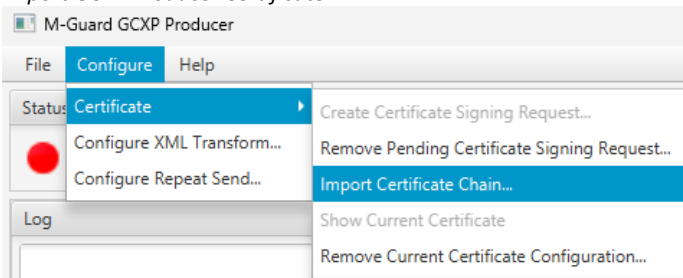 M-Guard GCXP Producer
File Configure Help
Status
Certificate
Create Certificate Signing Request...
Configure XML Transform...
Remove Pending Certificate Signing Request...
Configure Repeat Send...
Import Certificate Chain...
Log
Show Current Certificate
Remove Current Certificate Configuration...